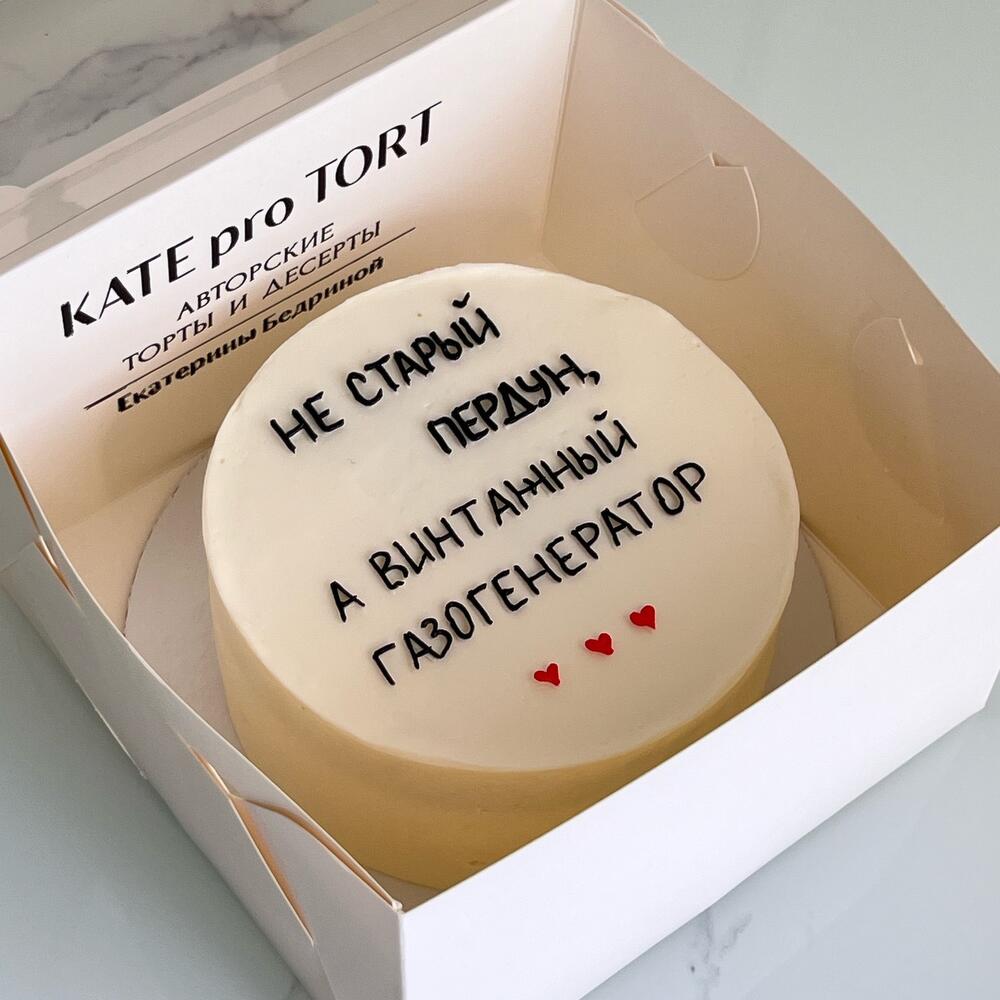 KATE pro TORT
АВТОРСКИЕ
ТОРТЫ И ДЕСЕРТЫ
Екатерины Бедриной
НЕ СТАРЫЙ
ПЕРДУН,
А ВИНТАЖНЫЙ
ГАЗОГЕНЕРАТОР